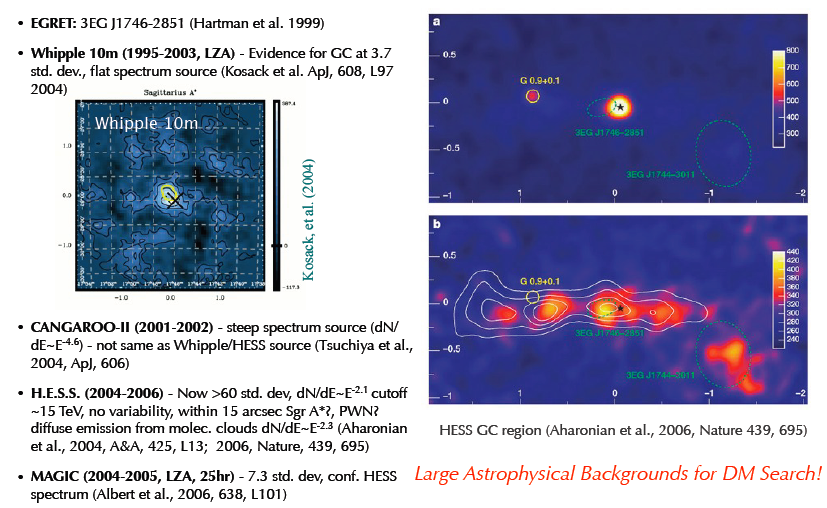 • EGRET: 3EG J1746-2851 (Hartman et al. 1999)
• Whipple 10m (1995-2003, LZA) - Evidence for GC at 3.7
std. dev., flat spectrum source (Kosack et al. ApJ, 608, L97
2004)
Sagittarius A*
Whipple 10m
387.4
0
-117.3
1.0
0.0
-1.0
-1.0
0.0
1.0
Kosack, et al. (2004)
• CANGAROO-II (2001-2002) - steep spectrum source (dN/
dE~E-4.6) - not same as Whipple/HESS source (Tsuchiya et al.,
2004, ApJ, 606)
• H.E.S.S. (2004-2006) - Now >60 std. dev, dN/dE~E-2.1 cutoff
~15 TeV, no variability, within 15 arcsec Sgr A*?, PWN?
diffuse emission from molec. clouds dN/dE~E-2.3 (Aharonian
et al., 2004, A&A, 425, L13; 2006, Nature, 439, 695)
• MAGIC (2004-2005, LZA, 25hr) - 7.3 std. dev, conf. HESS
spectrum (Albert et al., 2006, 638, L101)
a
0.5
0
-0.5
-1
G 0.9+0.1
3EG J1746-2851
3EG J1744-3011
800
700
600
500
400
300
1
0
-1
-2
b
0.5
0
-0.5
-1
G 0.9+0.1
3EG J1746-2851
3EG J1744-3011
440
420
400
380
360
340
320
300
280
260
240
1
0
-1
-2
HESS GC region (Aharonian et al., 2006, Nature 439, 695)
Large Astrophysical Backgrounds for DM Search!